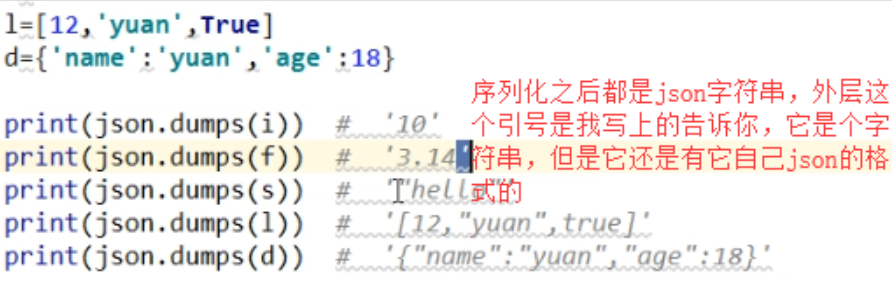 l=[12,'yuan',True]
d={'name':'yuan','age':18}
print(json.dumps(i))  #  '10'
print(json.dumps(f))  #  '3.14'
print(json.dumps(s))  #  '"hello"'
print(json.dumps(l))  #  '[12,"yuan",true]'
print(json.dumps(d))  #  '{"name":"yuan","age":18}'
序列化之后都是json字符串，外层这
个引号是我写上的告诉你，它是个字
符串，但是它还是有它自己json的格
式的